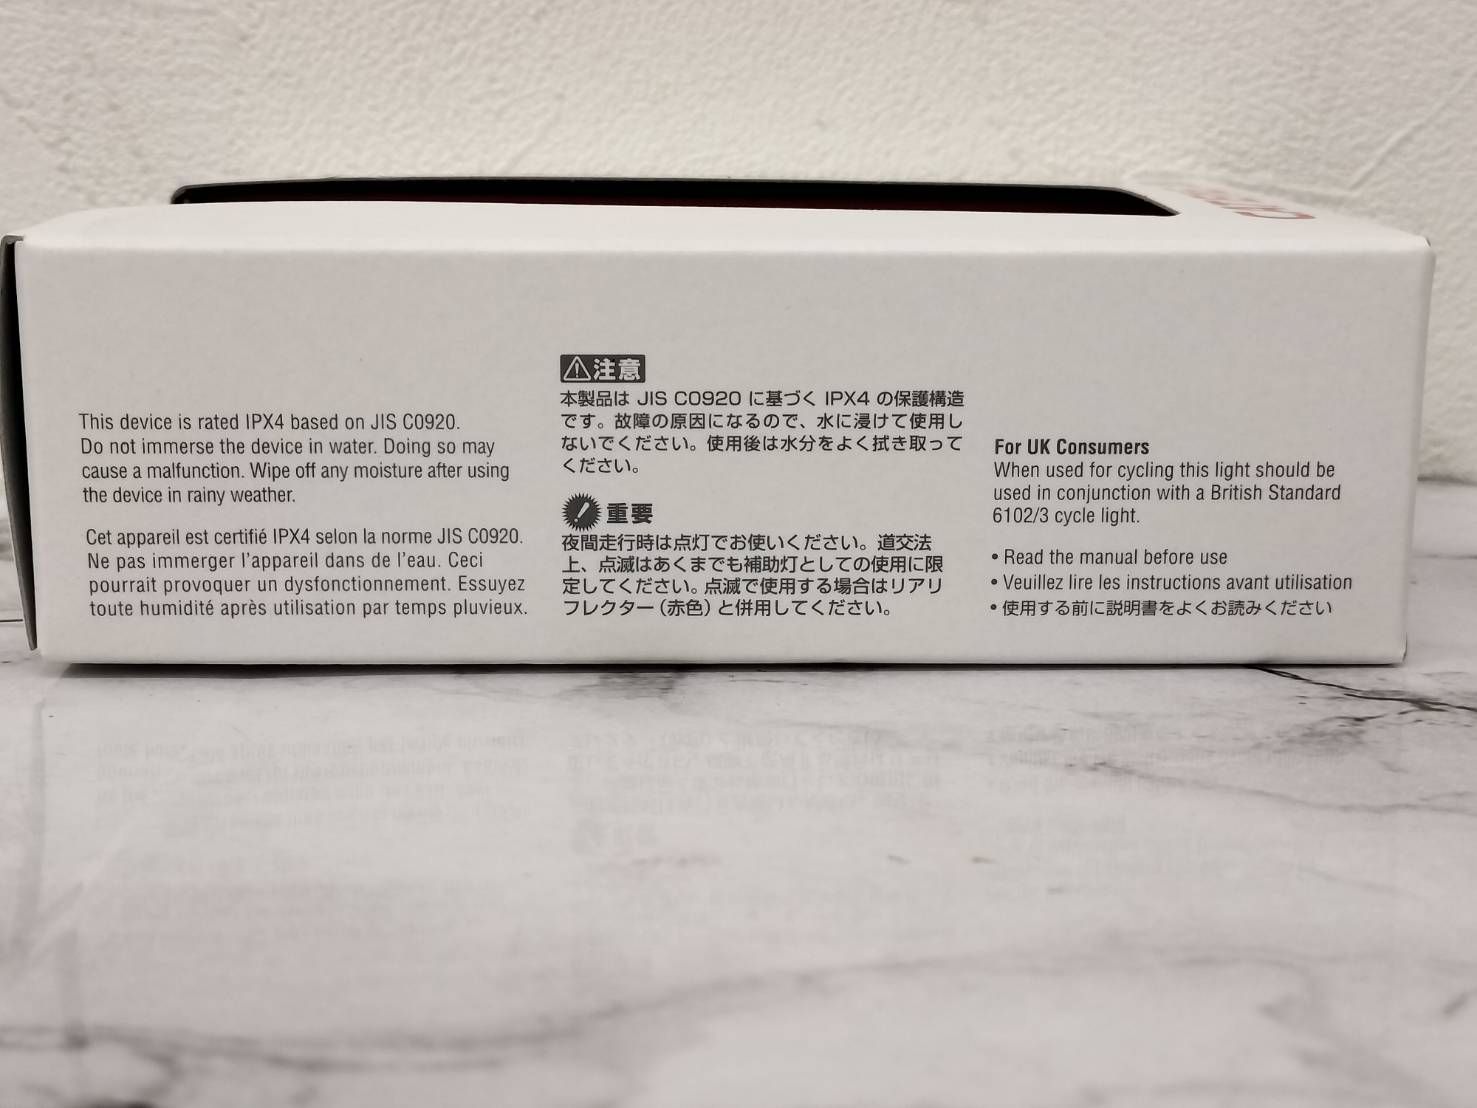 This device is rated IPX4 based on JIS C0920.
Do not immerse the device in water. Doing so may
cause a malfunction. Wipe off any moisture after using
the device in rainy weather.
Cet appareil est certifié IPX4 selon la norme JIS C0920.
Ne pas immerger l'appareil dans de l'eau. Ceci
pourrait provoquer un dysfonctionnement. Essuyez
toute humidité après utilisation par temps pluvieux.
注意
本製品は JIS C0920 に基づく IPX4 の保護構造
です。故障の原因になるので、水に浸けて使用し
ないでください。使用後は水分をよく拭き取って
ください。
重要
夜間走行時は点灯でお使いください。道交法
上、点滅はあくまでも補助灯としての使用に限
定してください。点滅で使用する場合はリアリ
フレクター（赤色）と併用してください。
For UK Consumers
When used for cycling this light should be
used in conjunction with a British Standard
6102/3 cycle light.
• Read the manual before use
• Veuillez lire les instructions avant utilisation
• 使用する前に説明書をよくお読みください